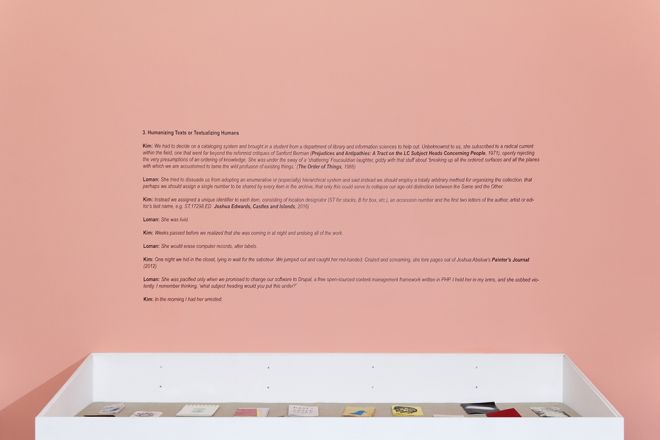 3. Humanizing Texts or Textualizing Humans
Kim: We had to decide on a cataloging system and brought in a student from a department of library and information sciences to help out. Unbeknownst to us, she subscribed to a radical current
within the field, one that went far beyond the reformist critiques of Sanford Berman (Prejudices and Antipathies: A Tract on the LC Subject Heads Concerning People, 1971), openly rejecting
the very presumptions of an ordering of knowledge. She was under the sway of a 'shattering' Foucauldian laughter, giddy with that stuff about 'breaking up all the ordered surfaces and all the planes
with which we are accustomed to tame the wild profusion of existing things.' (The Order of Things, 1966)
Loman: She tried to dissuade us from adopting an enumerative or (especially) hierarchical system and said instead we should employ a totally arbitrary method for organizing the collection, that
perhaps we should assign a single number to be shared by every item in the archive, that only this could serve to collapse our age-old distinction between the Same and the Other.
Kim: Instead we assigned a unique identifier to each item, consisting of location designator (ST for stacks, B for box, etc.), an accession number and the first two letters of the author, artist or edi-
tor's last name, e.g. ST.17298.ED Joshua Edwards, Castles and Islands, 2016)
Loman: She was livid.
Kim: Weeks passed before we realized that she was coming in at night and undoing all of the work.
Loman: She would erase computer records, alter labels.
Kim: One night we hid in the closet, lying in wait for the saboteur. We jumped out and caught her red-handed. Crazed and screaming, she tore pages out of Joshua Abelow's Painter's Journal
(2012)
Loman: She was pacified only when we promised to change our software to Drupal, a free open-sourced content management framework written in PHP. I held her in my arms, and she sobbed vio-
lently. I remember thinking, 'what subject heading would you put this under?'
Kim: In the morning I had her arrested.